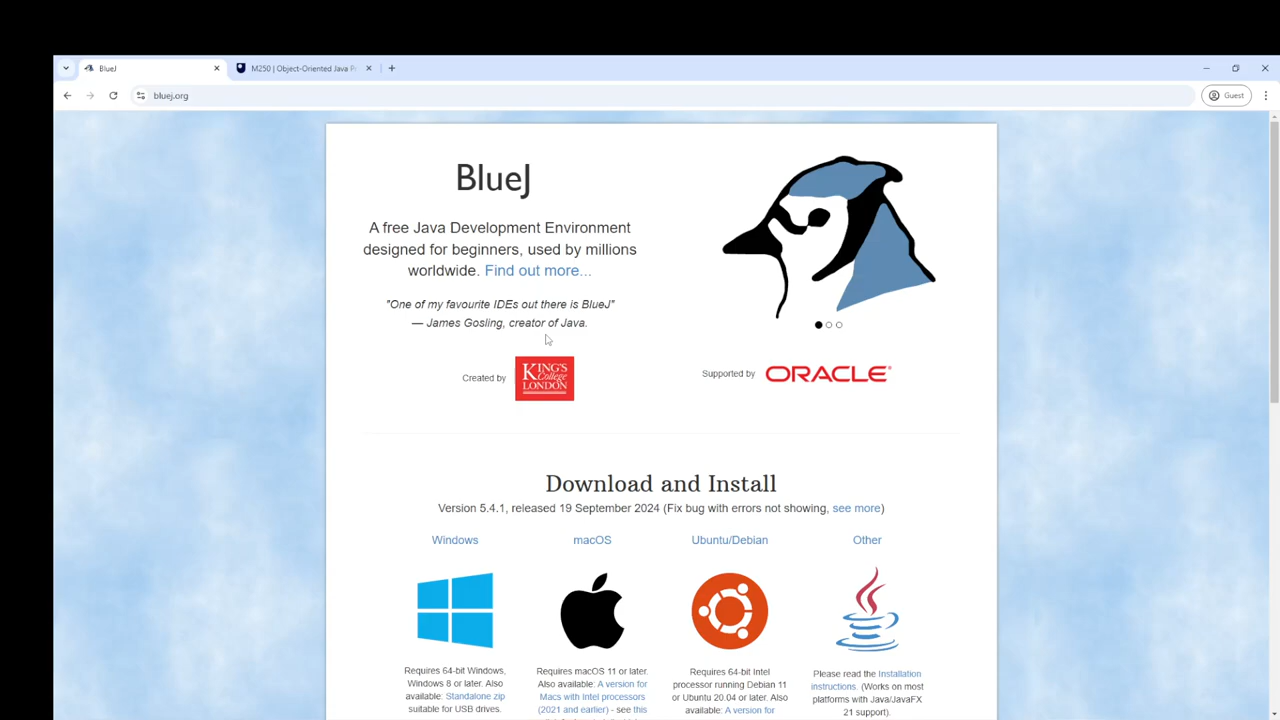 BlueJ
M250 | Object-Oriented Java Pr
bluej.org
Guest
BlueJ
A free Java Development Environment
designed for beginners, used by millions
worldwide. Find out more...
"One of my favourite IDEs out there is BlueJ"
— James Gosling, creator of Java.
Created by
KING'S
College
LONDON
Supported by
ORACLE®
Download and Install
Version 5.4.1, released 19 September 2024 (Fix bug with errors not showing, see more)
Windows
macOS
Ubuntu/Debian
Other
Requires 64-bit Windows,
Windows 8 or later. Also
available: Standalone zip
suitable for USB drives.
Requires macOS 11 or later.
Also available: A version for
Macs with Intel processors
(2021 and earlier) - see this
Requires 64-bit Intel
processor running Debian 11
or Ubuntu 20.04 or later. Also
available: A version for
Please read the Installation
instructions. (Works on most
platforms with Java/JavaFX
21 support).